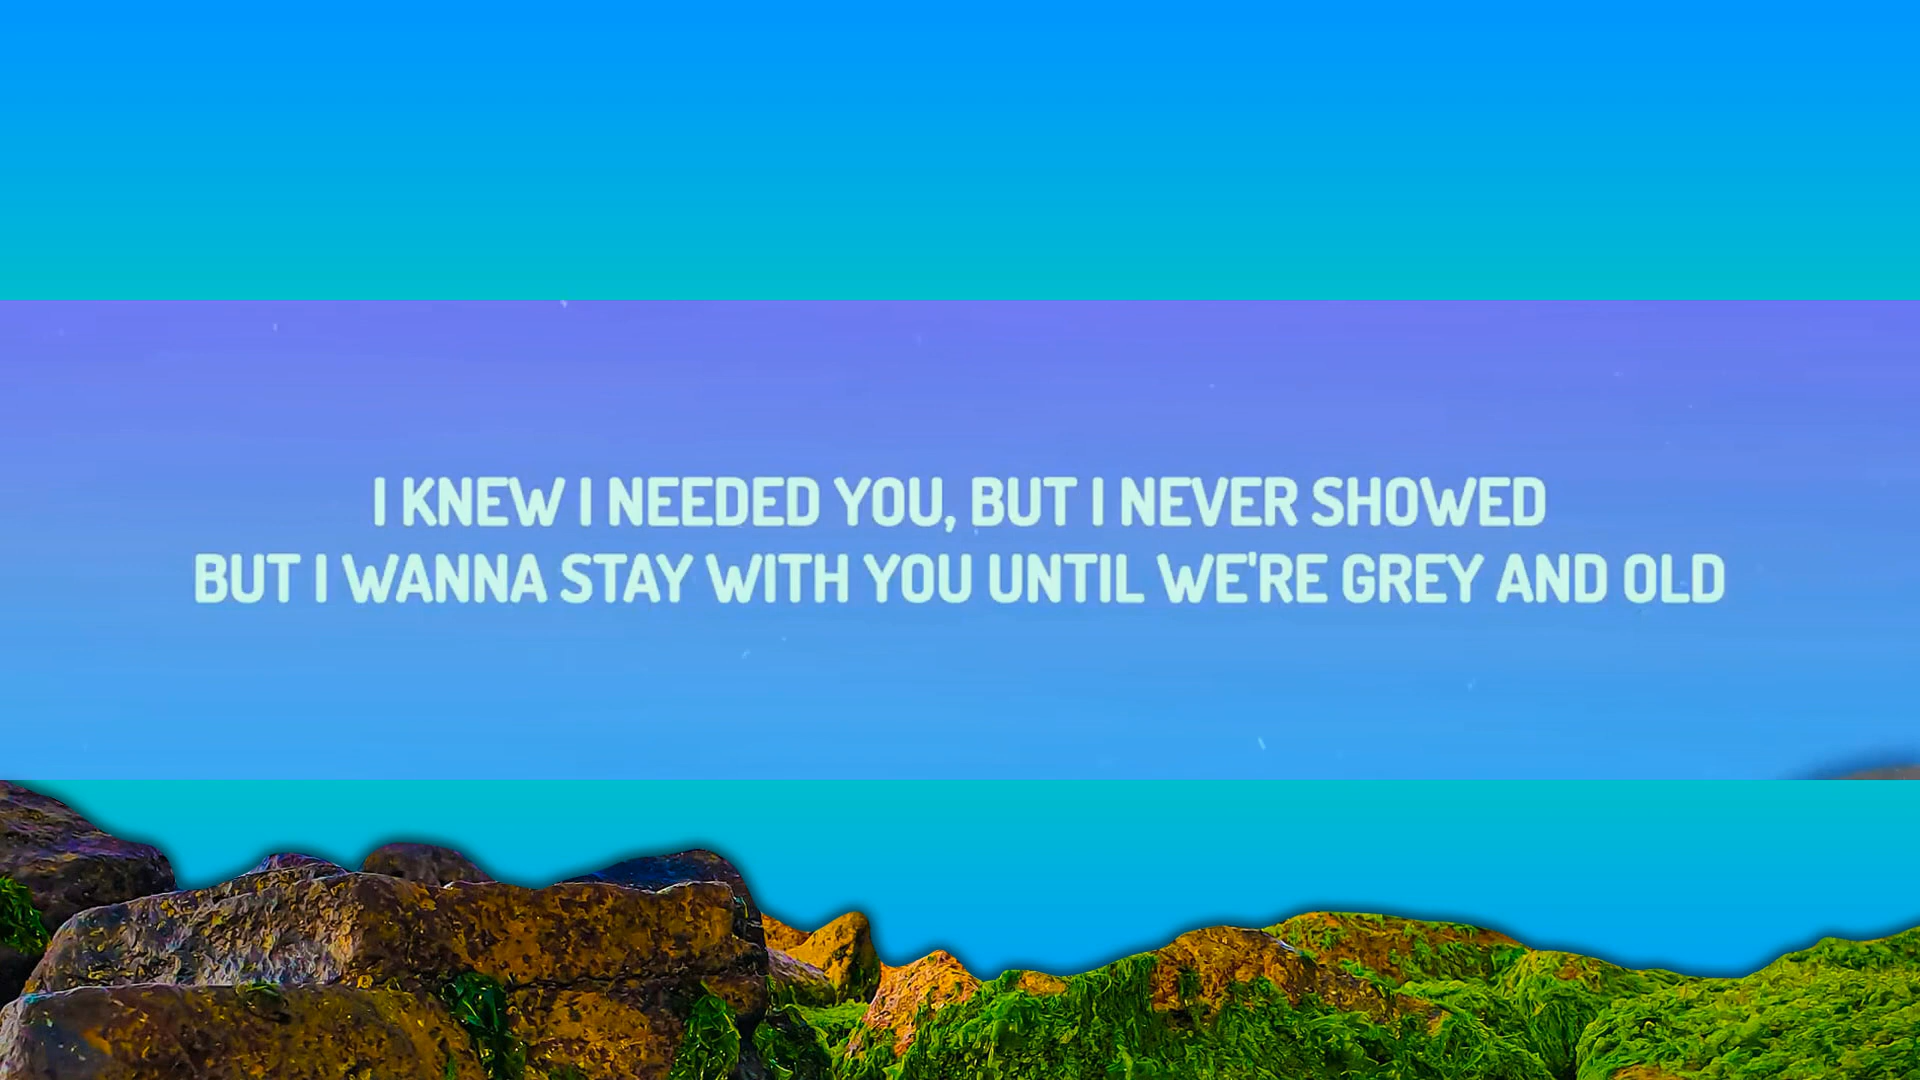 I KNEW I NEEDED YOU, BUT I NEVER SHOWED
BUT I WANNA STAY WITH YOU UNTIL WE'RE GREY AND OLD